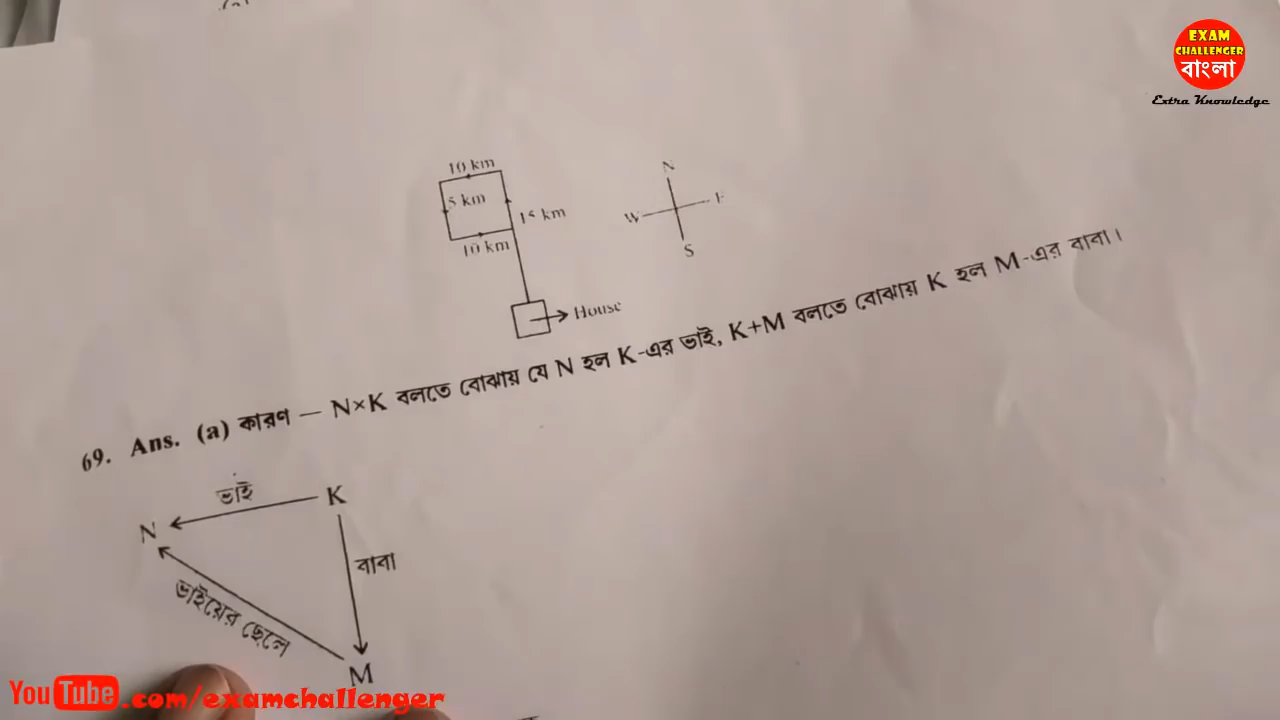 EXAM
CHALLENGER
বাংলা
Extra Knowledge
10 km
5 km
15 km
10 km
N
W
E
S
House
69. Ans. (a) কারণ — N×K বলতে বোঝায় যে N হল K-এর ভাই, K+M বলতে বোঝায় K হল M-এর বাবা।
ভাই
K
N
বাবা
ভাইয়ের ছেলে
M
YouTube.com/examchallenger